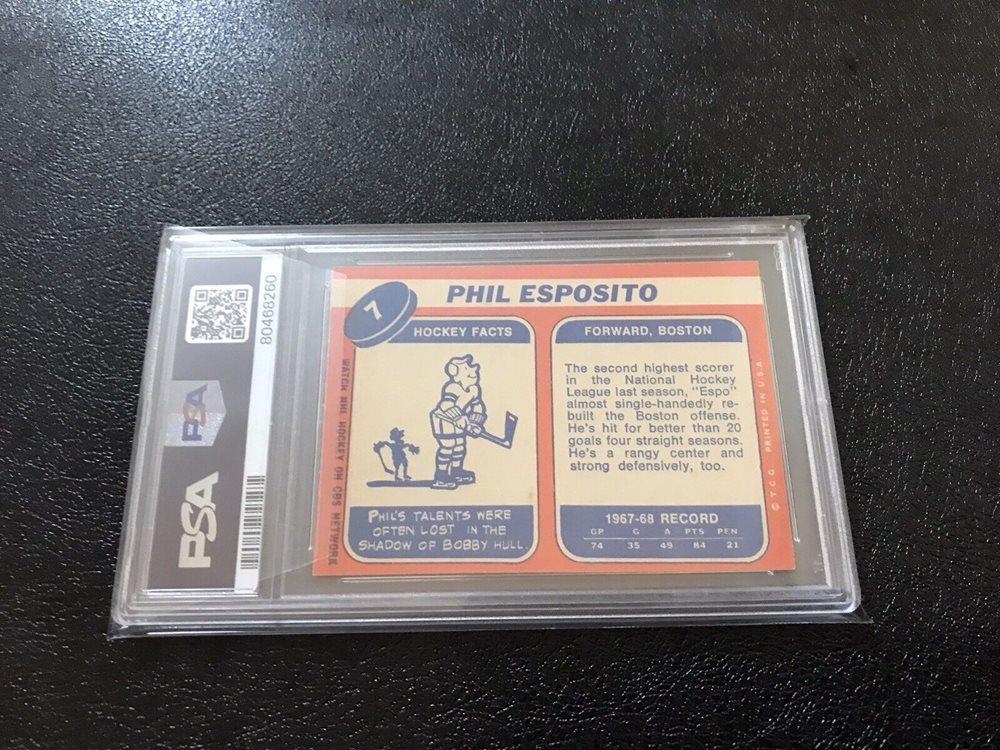 80468260
PSA
PSA
7
PHIL ESPOSITO
HOCKEY FACTS
WATCH NHL HOCKEY ON CBS NETWORK
PHIL'S TALENTS WERE
OFTEN LOST IN THE
SHADOW OF BOBBY HULL.
FORWARD, BOSTON
The second highest scorer
in the National Hockey
League last season, "Espo"
almost single-handedly re-
built the Boston offense.
He's hit for better than 20
goals four straight seasons.
He's a rangy center and
strong defensively, too.
1967-68 RECORD
GP G A PTS PEN
74 35 49 84 21
© T.C.G. PRINTED IN U.S.A.